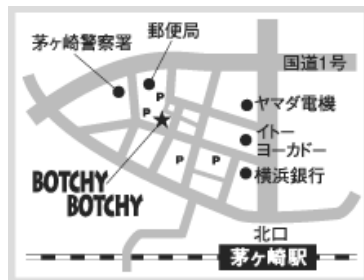 郵便局
茅ヶ崎警察署
国道1号
P
ヤマダ電機
P
イトー
ヨーカドー
P
P
横浜銀行
BOTCHY
BOTCHY
北口
茅ヶ崎駅